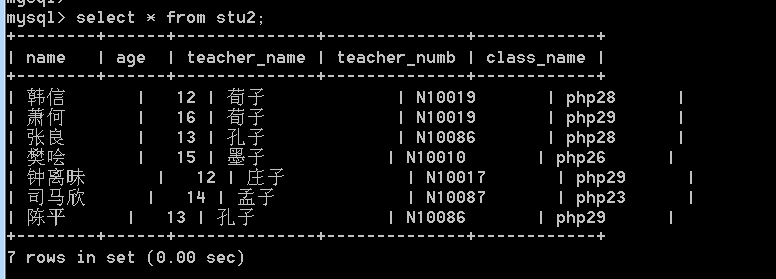 mysql> select * from stu2;
+--------+------+--------------+--------------+------------+
| name   | age  | teacher_name | teacher_numb | class_name |
+--------+------+--------------+--------------+------------+
| 韩信      |   12 | 荀子           | N10019       | php28      |
| 萧何      |   16 | 荀子           | N10019       | php29      |
| 张良      |   13 | 孔子           | N10086       | php28      |
| 樊哙      |   15 | 墨子           | N10010       | php26      |
| 钟离昧      |   12 | 庄子           | N10017       | php29      |
| 司马欣      |   14 | 孟子           | N10087       | php23      |
| 陈平     |   13 | 孔子           | N10086       | php29      |
+--------+------+--------------+--------------+------------+
7 rows in set (0.00 sec)